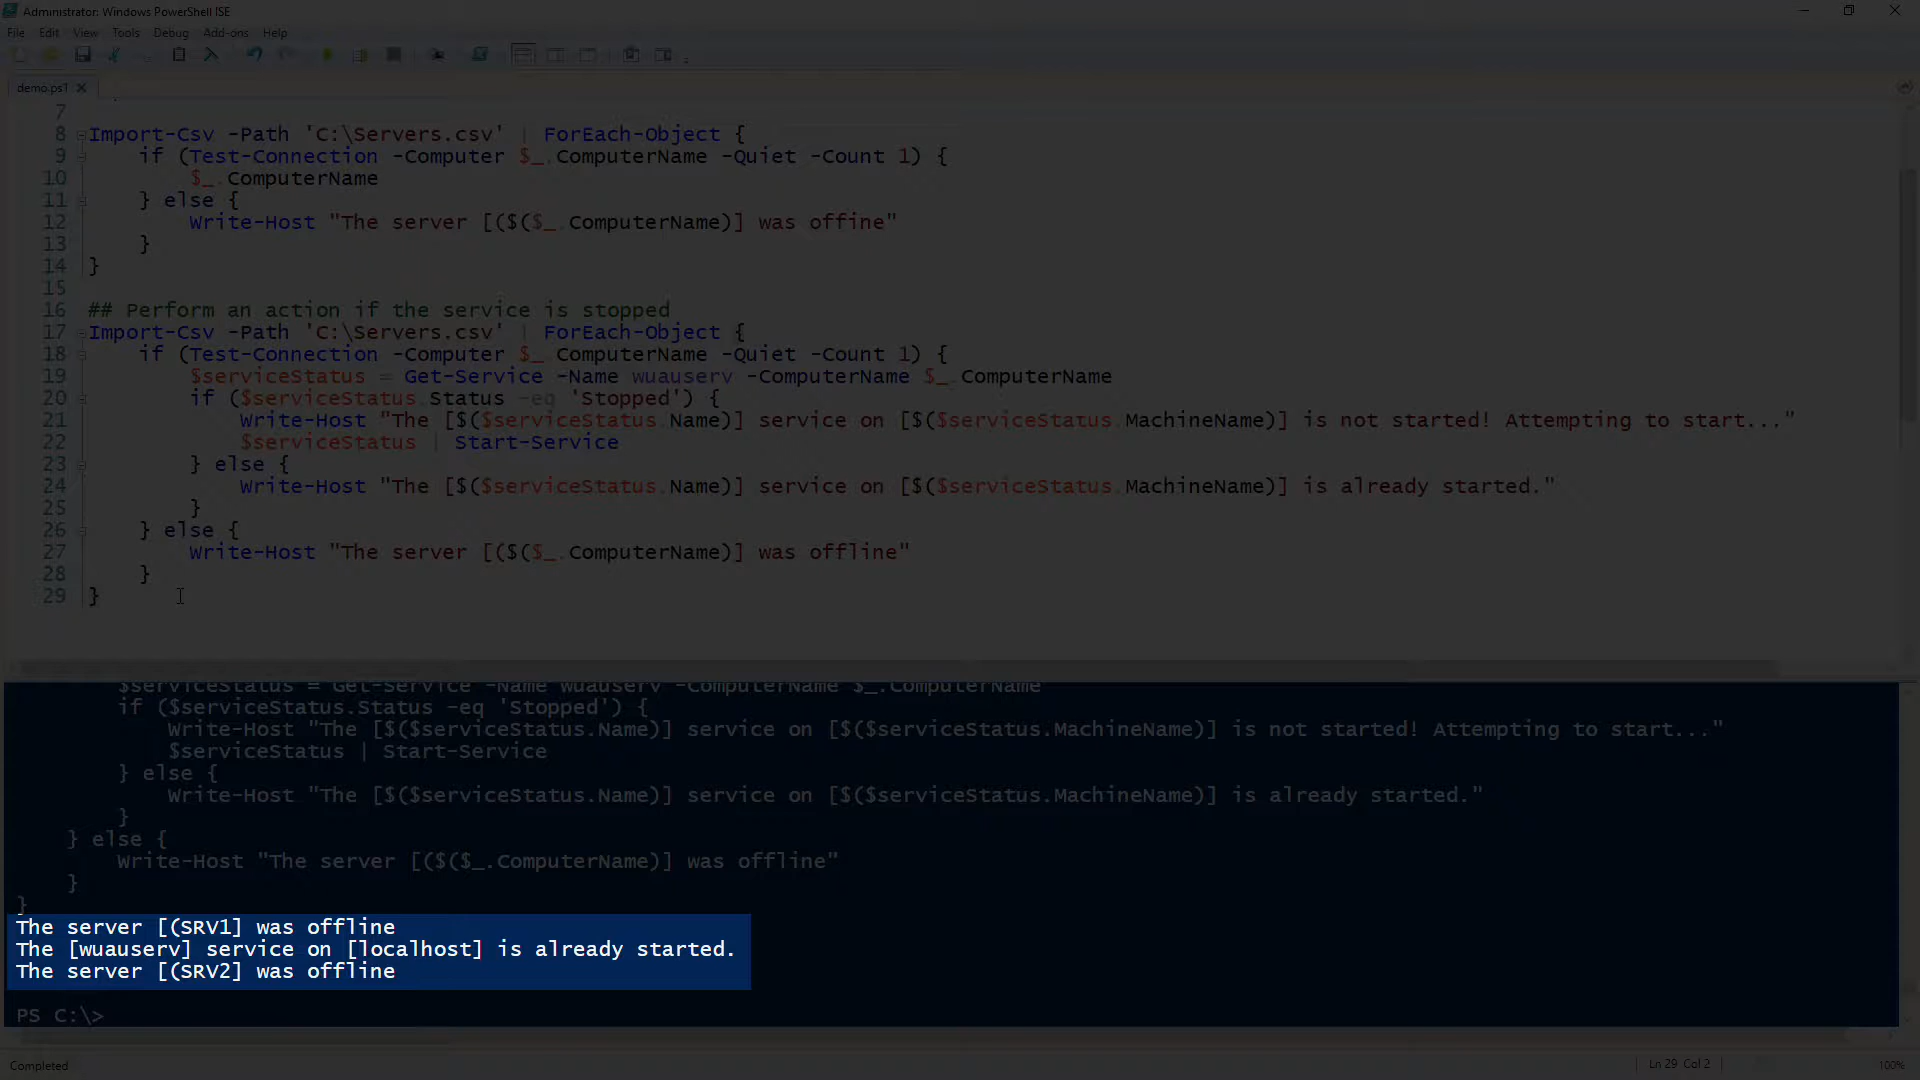 Administrator: Windows PowerShell ISE
File Edit View Tools Debug Add-ons Help
demo.ps1
7
8 Import-Csv -Path 'C:\Servers.csv' | ForEach-Object {
9 if (Test-Connection -Computer $_.ComputerName -Quiet -Count 1) {
10 $_.ComputerName
11 } else {
12 Write-Host "The server [($($_.ComputerName)] was offine"
13 }
14 }
15
16 ## Perform an action if the service is stopped
17 Import-Csv -Path 'C:\Servers.csv' | ForEach-Object {
18 if (Test-Connection -Computer $_.ComputerName -Quiet -Count 1) {
19 $serviceStatus = Get-Service -Name wuauserv -ComputerName $_.ComputerName
20 if ($serviceStatus.Status -eq 'Stopped') {
21 Write-Host "The [$($serviceStatus.Name)] service on [$($serviceStatus.MachineName)] is not started! Attempting to start..."
22 $serviceStatus | Start-Service
23 } else {
24 Write-Host "The [$($serviceStatus.Name)] service on [$($serviceStatus.MachineName)] is already started."
25 }
26 } else {
27 Write-Host "The server [($($_.ComputerName)] was offline"
28 }
29 }
$serviceStatus = Get-Service -Name wuauserv -ComputerName $_.ComputerName
if ($serviceStatus.Status -eq 'Stopped') {
Write-Host "The [$($serviceStatus.Name)] service on [$($serviceStatus.MachineName)] is not started! Attempting to start..."
$serviceStatus | Start-Service
} else {
Write-Host "The [$($serviceStatus.Name)] service on [$($serviceStatus.MachineName)] is already started."
}
} else {
Write-Host "The server [($($_.ComputerName)] was offline"
}
}
The server [(SRV1] was offline
The [wuauserv] service on [localhost] is already started.
The server [(SRV2] was offline
PS C:\>
Completed
Ln 29 Col 2
100%